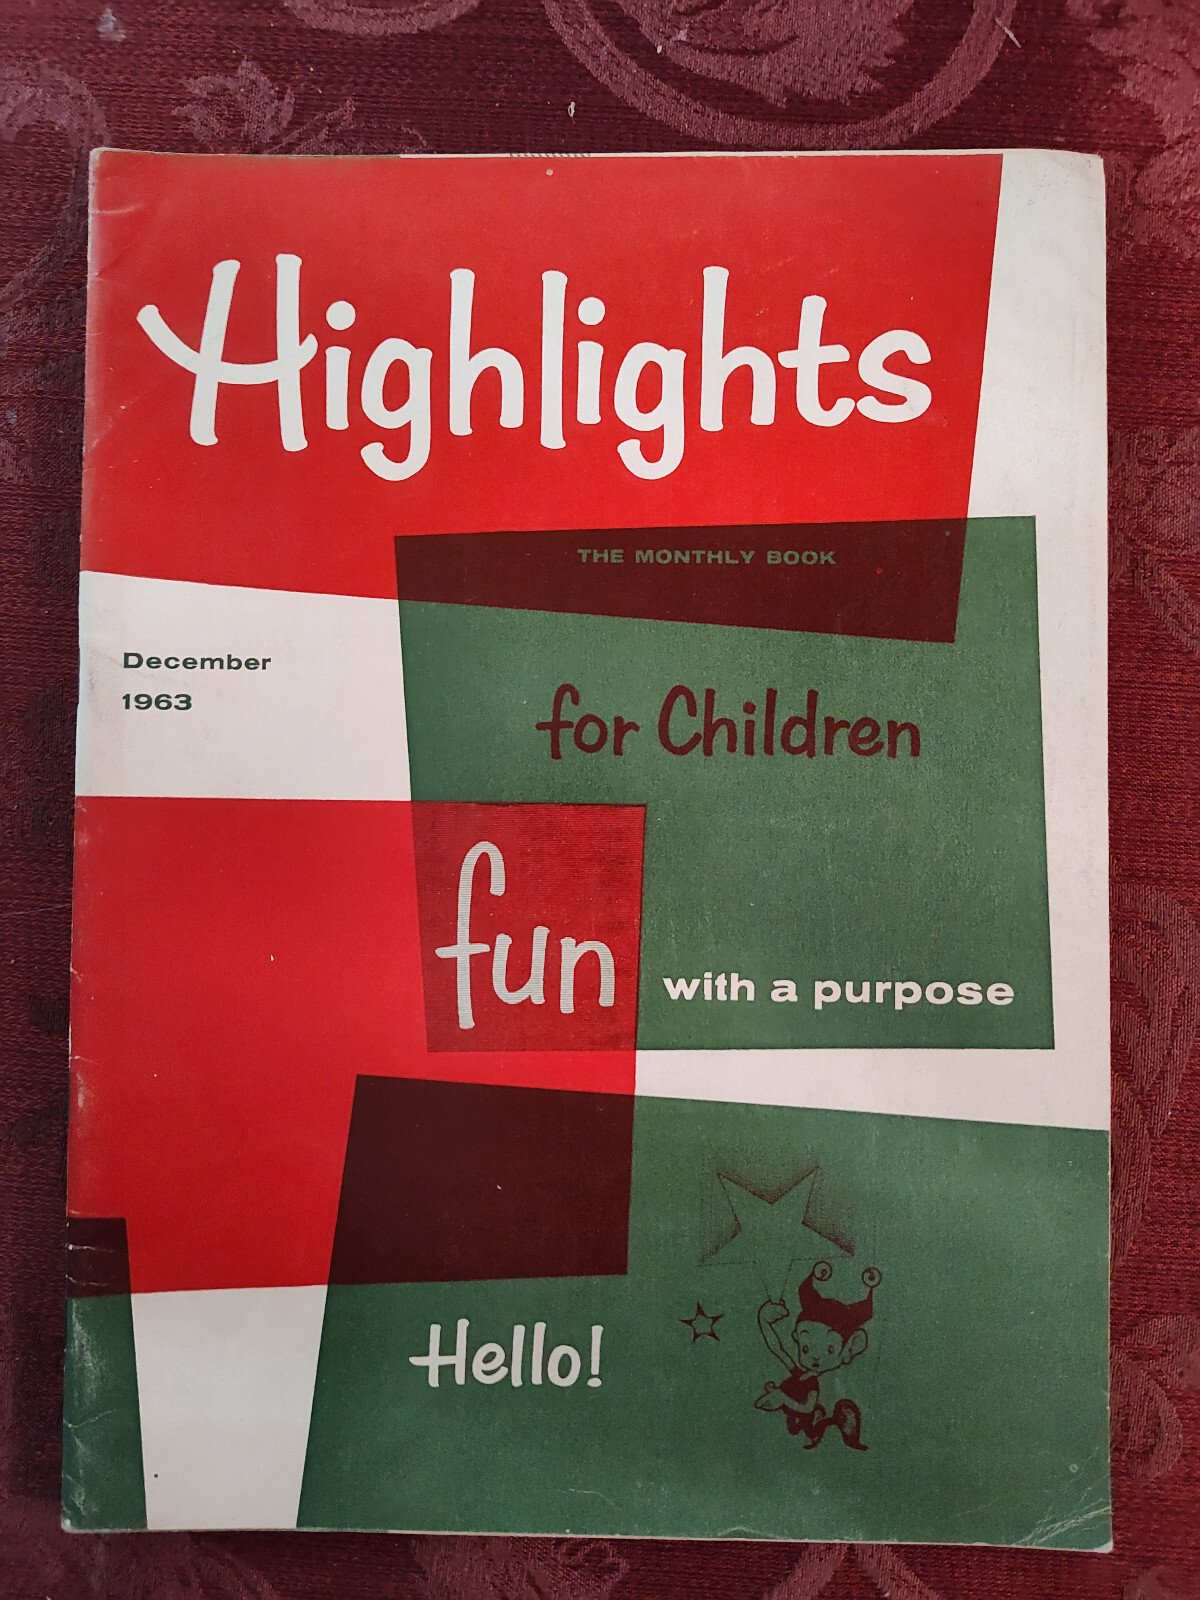 Highlights
THE MONTHLY BOOK
December
1963
for Children
fun
with a purpose
Hello!